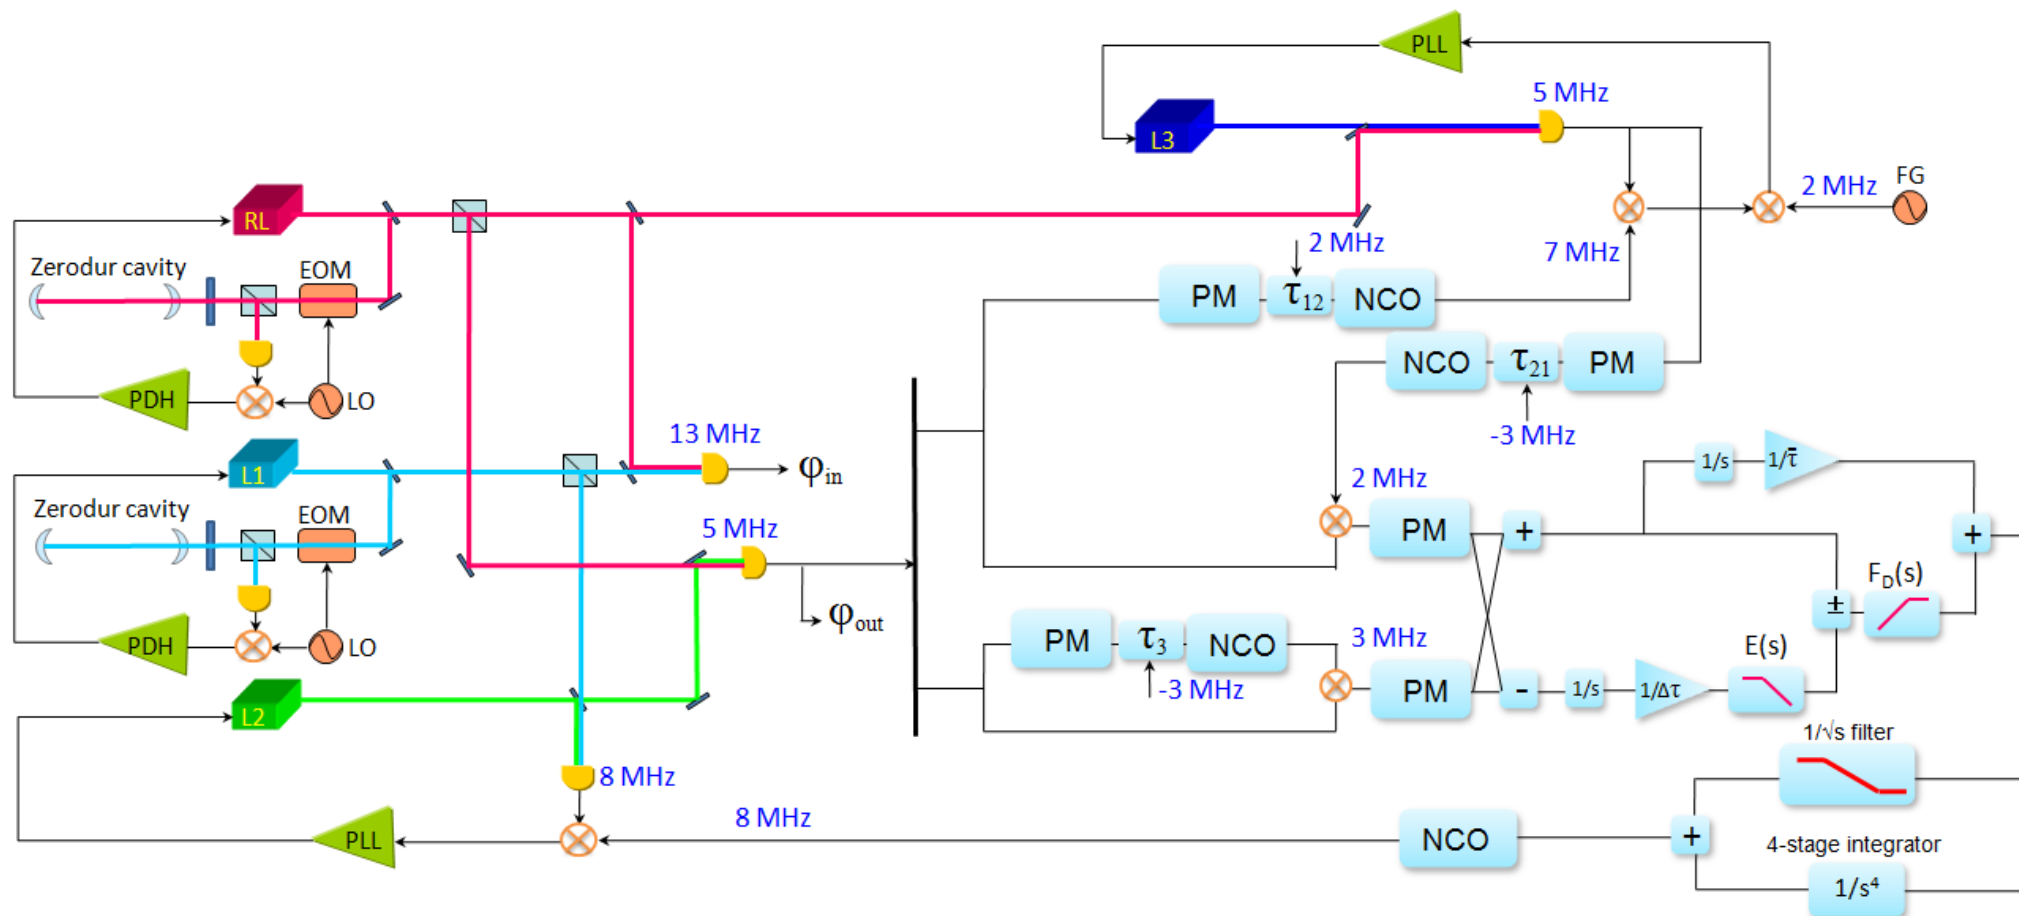 PLL
5 MHz
L3
2 MHz
FG
RL
2 MHz
7 MHz
Zerodur cavity
EOM
PM
τ12
NCO
NCO
τ21
PM
PDH
LO
-3 MHz
13 MHz
φin
L1
1/s
1/τ̄
2 MHz
Zerodur cavity
EOM
5 MHz
PM
+
+
FD(s)
φout
±
PM
τ3
NCO
3 MHz
E(s)
PDH
LO
-3 MHz
PM
-
1/s
1/Δτ
L2
1/√s filter
8 MHz
8 MHz
PLL
NCO
+
4-stage integrator
1/s⁴